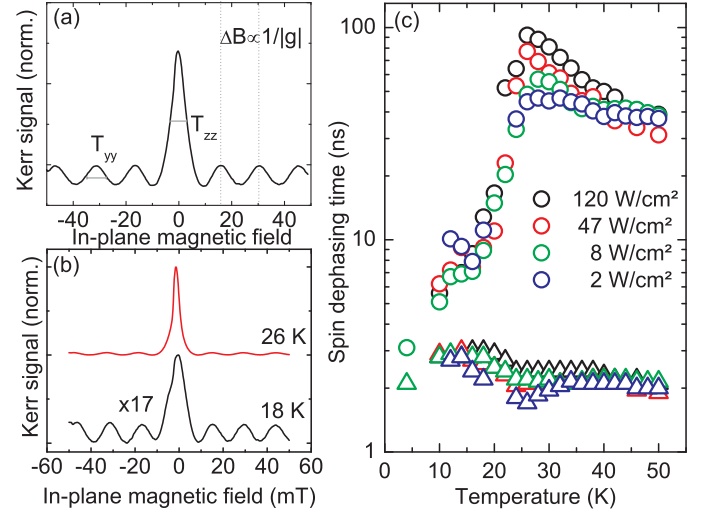 (a)
ΔB∝1/|g|
T_yy
T_zz
Kerr signal (norm.)
-40 -20 0 20 40
In-plane magnetic field
(b)
26 K
x17
18 K
Kerr signal (norm.)
-60 -40 -20 0 20 40 60
In-plane magnetic field (mT)
(c)
100
10
1
Spin dephasing time (ns)
120 W/cm²
47 W/cm²
8 W/cm²
2 W/cm²
0 10 20 30 40 50
Temperature (K)